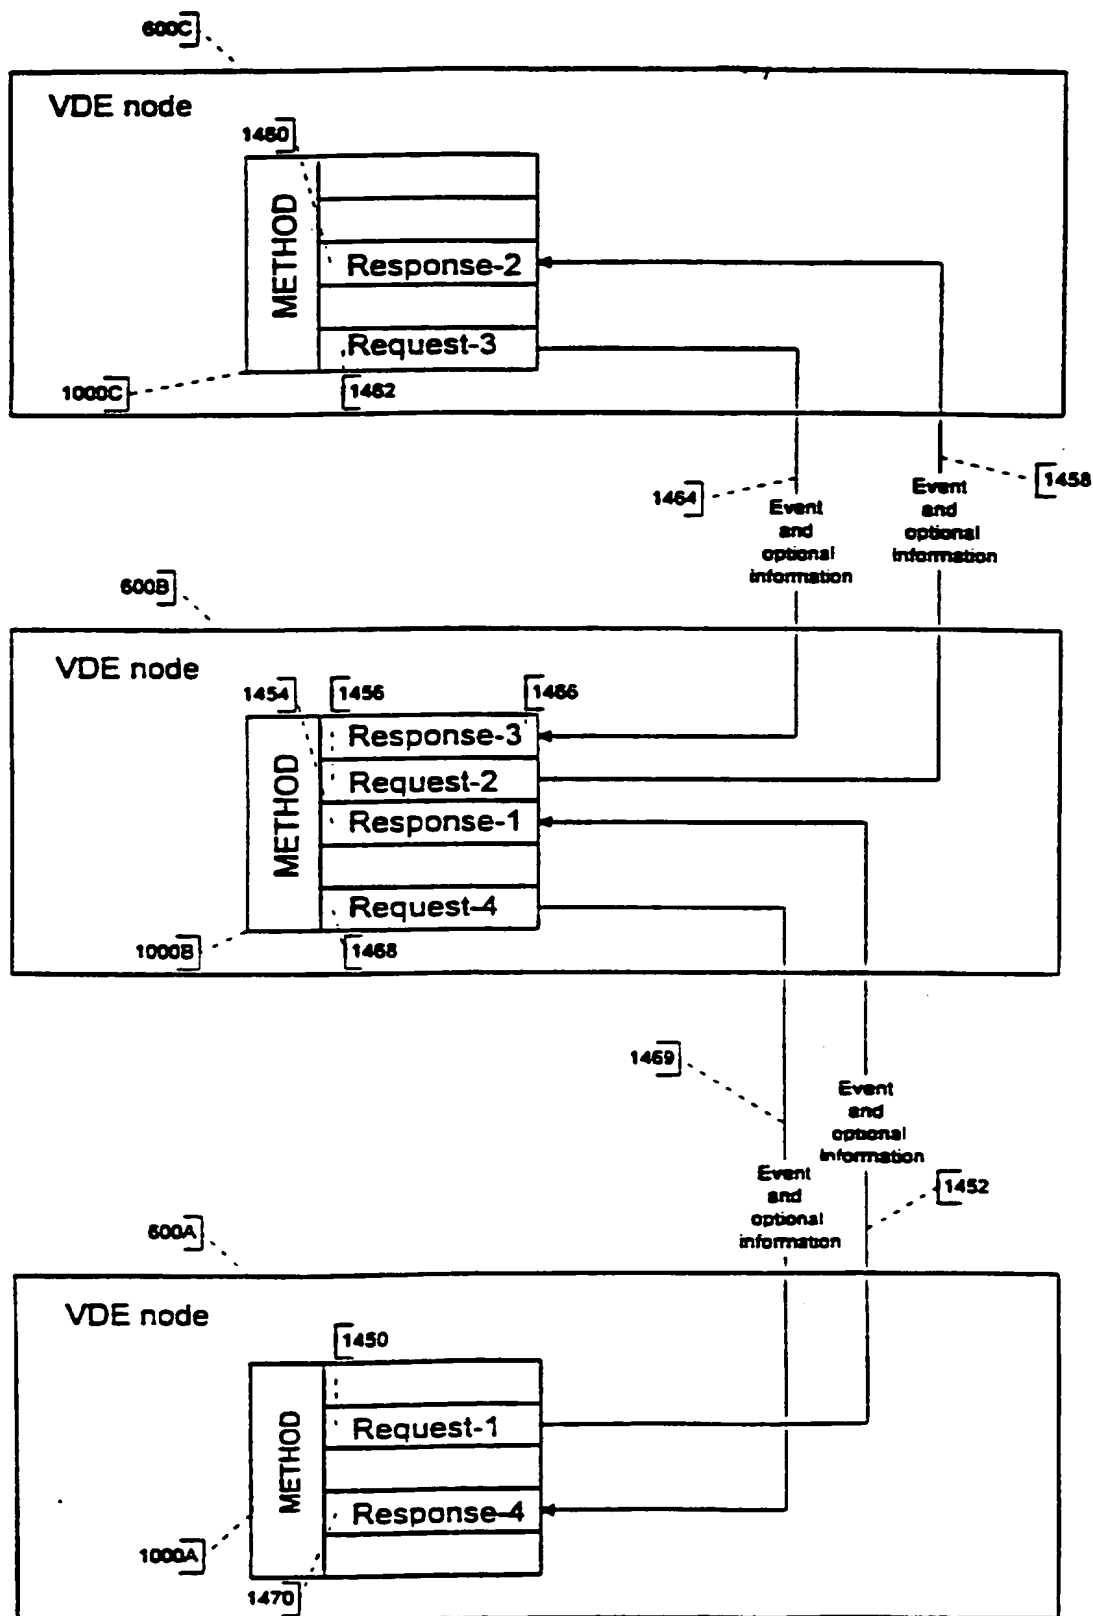 600C
VDE node
1460
METHOD
Response-2
Request-3
1000C
1462
1464
Event
and
optional
information
Event
and
optional
information
1458
600B
VDE node
1454
1456
1466
METHOD
Response-3
Request-2
Response-1
Request-4
1000B
1468
1469
Event
and
optional
information
Event
and
optional
information
1452
600A
VDE node
1450
METHOD
Request-1
Response-4
1000A
1470